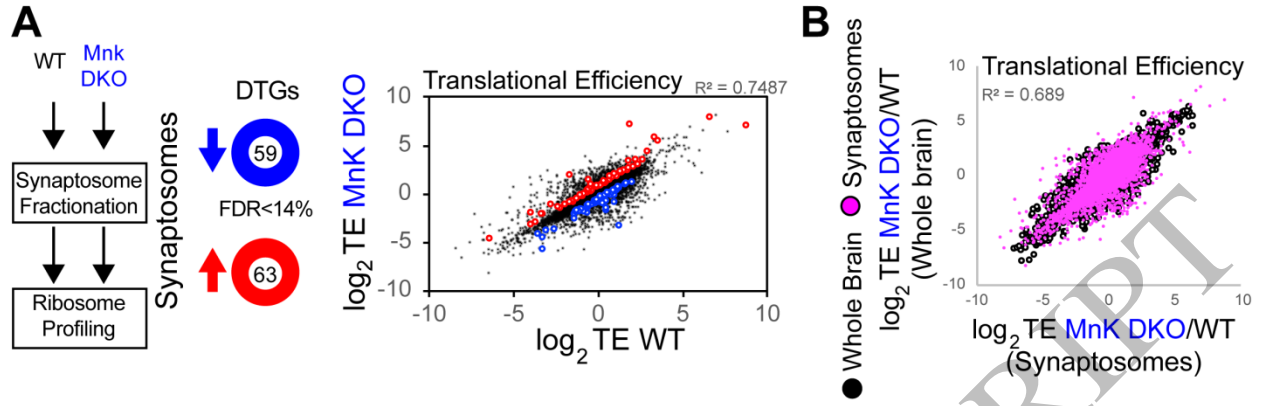 A
WT
Mnk
DKO
Synaptosome
Fractionation
Ribosome
Profiling
Synaptosomes
DTGs
59
FDR<14%
63
Translational Efficiency
R² = 0.7487
log2 TE MnK DKO
10
5
0
-5
-10
-10
-5
0
5
10
log2 TE WT
B
Whole Brain
Synaptosomes
log2 TE MnK DKO/WT
(Whole brain)
Translational Efficiency
R² = 0.689
10
5
0
-5
-10
-10
-5
0
5
10
log2 TE MnK DKO/WT
(Synaptosomes)
RIPT